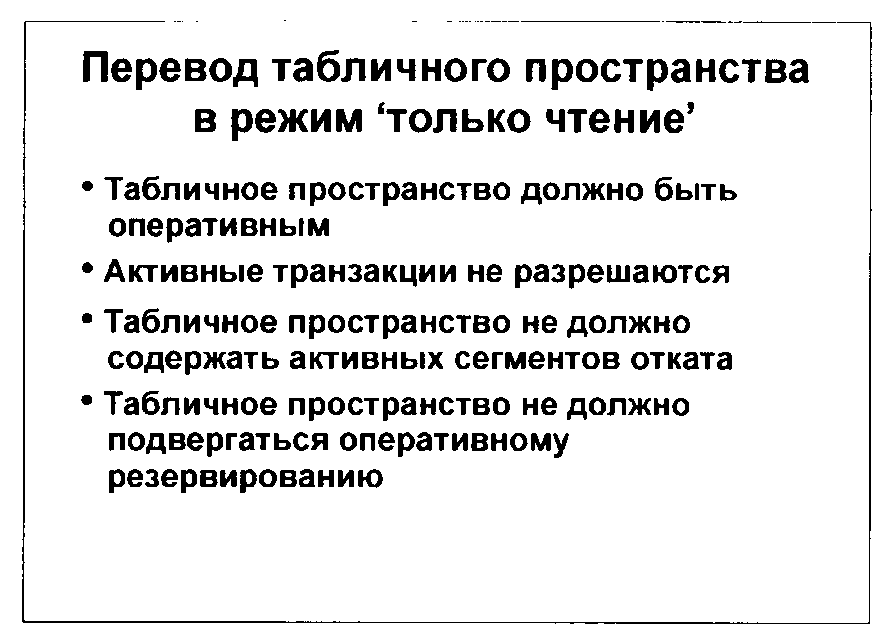 Перевод табличного пространства
в режим ‘только чтение’
• Табличное пространство должно быть
оперативным
• Активные транзакции не разрешаются
• Табличное пространство не должно
содержать активных сегментов отката
• Табличное пространство не должно
подвергаться оперативному
резервированию